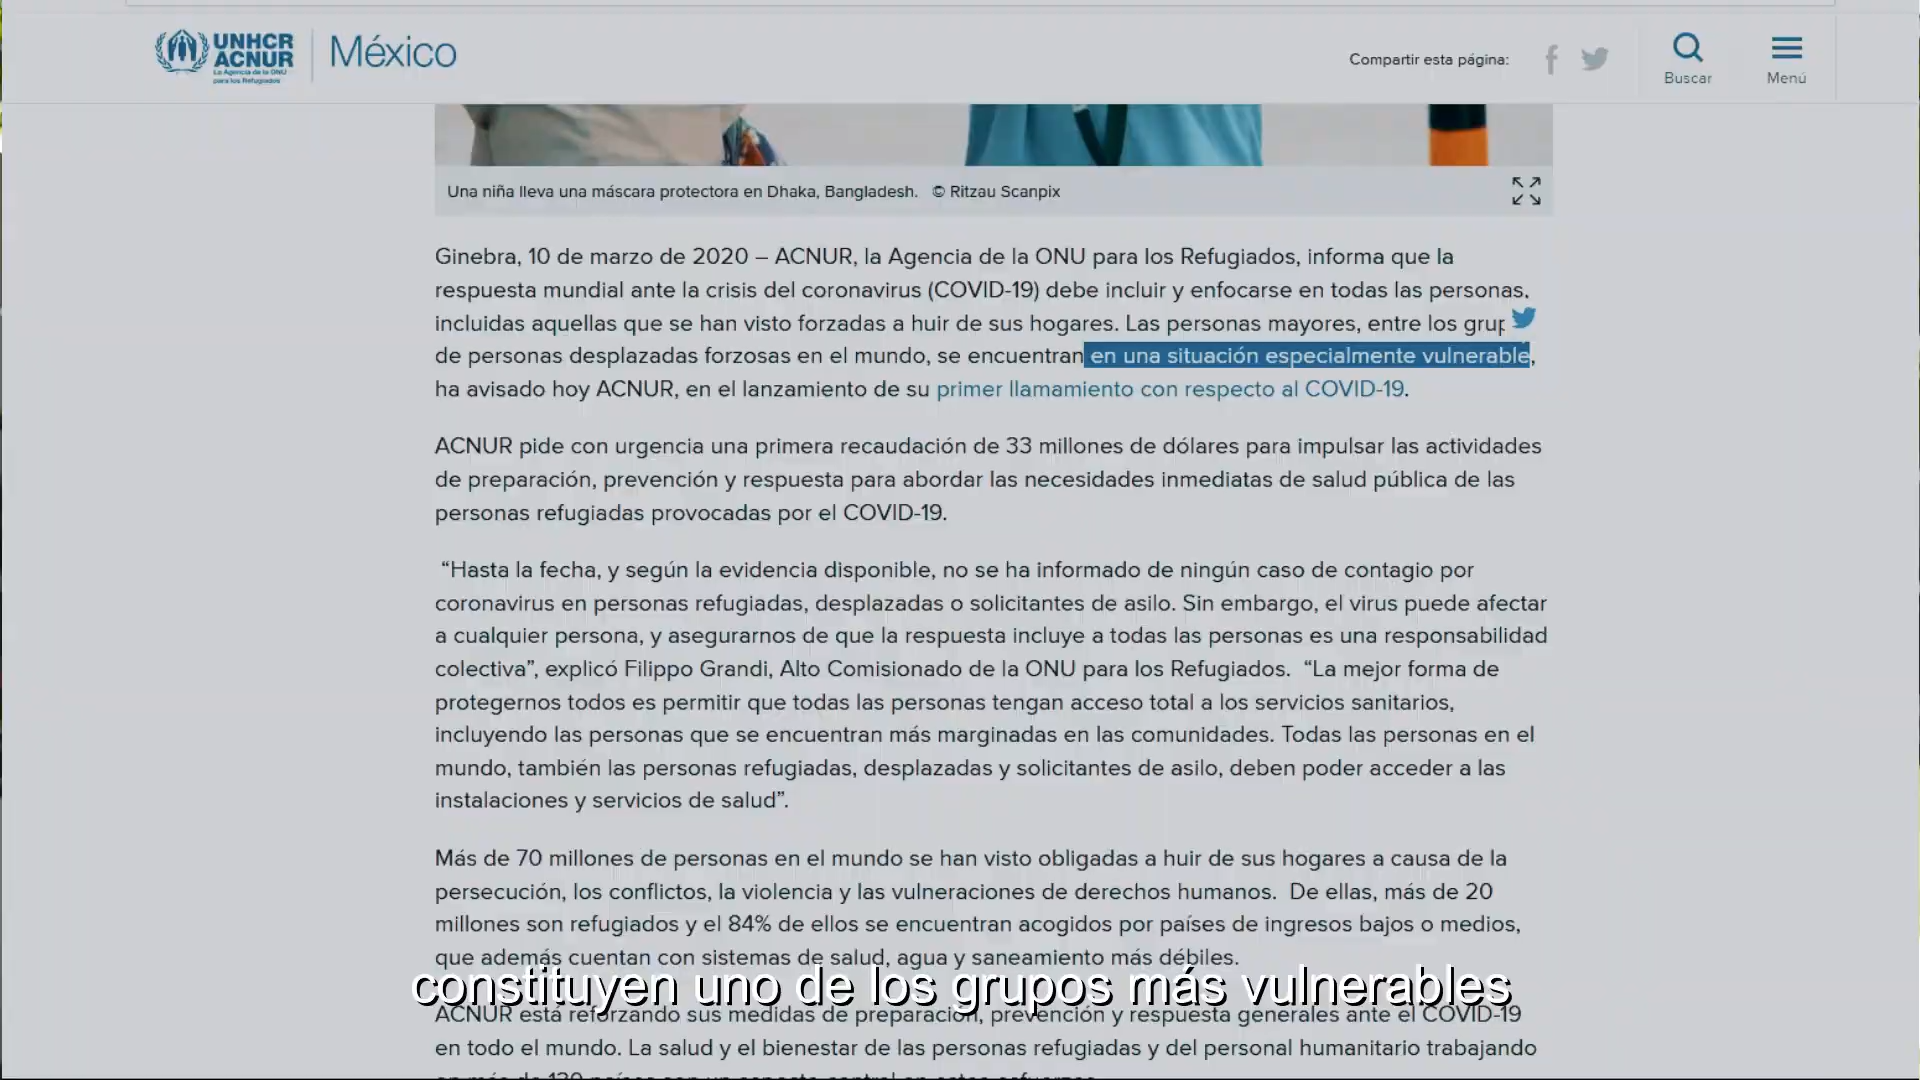 UNHCR
ACNUR
La Agencia de la ONU
para los Refugiados
México
Compartir esta página:
Buscar
Menú
Una niña lleva una máscara protectora en Dhaka, Bangladesh. © Ritzau Scanpix
Ginebra, 10 de marzo de 2020 – ACNUR, la Agencia de la ONU para los Refugiados, informa que la
respuesta mundial ante la crisis del coronavirus (COVID-19) debe incluir y enfocarse en todas las personas,
incluidas aquellas que se han visto forzadas a huir de sus hogares. Las personas mayores, entre los grup
de personas desplazadas forzosas en el mundo, se encuentran en una situación especialmente vulnerable,
ha avisado hoy ACNUR, en el lanzamiento de su primer llamamiento con respecto al COVID-19.
ACNUR pide con urgencia una primera recaudación de 33 millones de dólares para impulsar las actividades
de preparación, prevención y respuesta para abordar las necesidades inmediatas de salud pública de las
personas refugiadas provocadas por el COVID-19.
“Hasta la fecha, y según la evidencia disponible, no se ha informado de ningún caso de contagio por
coronavirus en personas refugiadas, desplazadas o solicitantes de asilo. Sin embargo, el virus puede afectar
a cualquier persona, y asegurarnos de que la respuesta incluye a todas las personas es una responsabilidad
colectiva”, explicó Filippo Grandi, Alto Comisionado de la ONU para los Refugiados. “La mejor forma de
protegernos todos es permitir que todas las personas tengan acceso total a los servicios sanitarios,
incluyendo las personas que se encuentran más marginadas en las comunidades. Todas las personas en el
mundo, también las personas refugiadas, desplazadas y solicitantes de asilo, deben poder acceder a las
instalaciones y servicios de salud”.
Más de 70 millones de personas en el mundo se han visto obligadas a huir de sus hogares a causa de la
persecución, los conflictos, la violencia y las vulneraciones de derechos humanos. De ellas, más de 20
millones son refugiados y el 84% de ellos se encuentran acogidos por países de ingresos bajos o medios,
que además cuentan con sistemas de salud, agua y saneamiento más débiles.
constituyen uno de los grupos más vulnerables
ACNUR está reforzando sus medidas de preparación, prevención y respuesta generales ante el COVID-19
en todo el mundo. La salud y el bienestar de las personas refugiadas y del personal humanitario trabajando